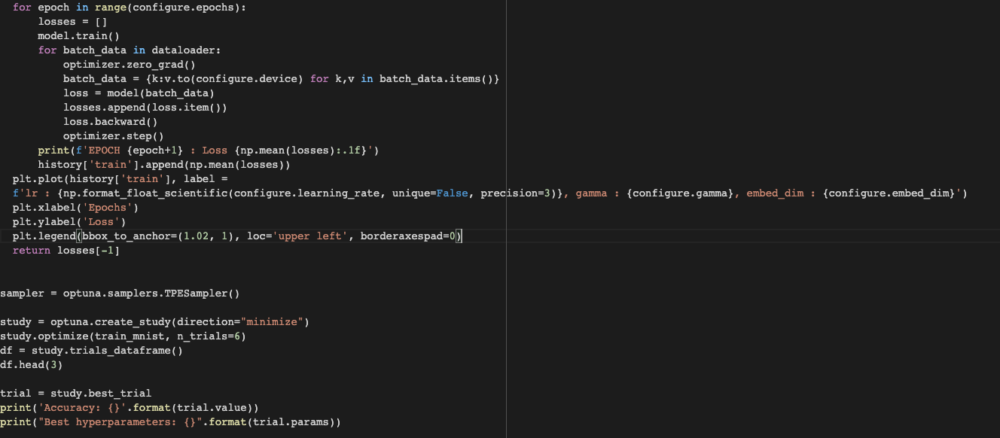 for epoch in range(configure.epochs):
losses = []
model.train()
for batch_data in dataloader:
optimizer.zero_grad()
batch_data = {k:v.to(configure.device) for k,v in batch_data.items()}
loss = model(batch_data)
losses.append(loss.item())
loss.backward()
optimizer.step()
print(f'EPOCH {epoch+1} : Loss {np.mean(losses):.1f}')
history['train'].append(np.mean(losses))
plt.plot(history['train'], label =
f'lr : {np.format_float_scientific(configure.learning_rate, unique=False, precision=3)}, gamma : {configure.gamma}, embed_dim : {configure.embed_dim}')
plt.xlabel('Epochs')
plt.ylabel('Loss')
plt.legend(bbox_to_anchor=(1.02, 1), loc='upper left', borderaxespad=0)
return losses[-1]
sampler = optuna.samplers.TPESampler()
study = optuna.create_study(direction="minimize")
study.optimize(train_mnist, n_trials=6)
df = study.trials_dataframe()
df.head(3)
trial = study.best_trial
print('Accuracy: {}'.format(trial.value))
print("Best hyperparameters: {}".format(trial.params))